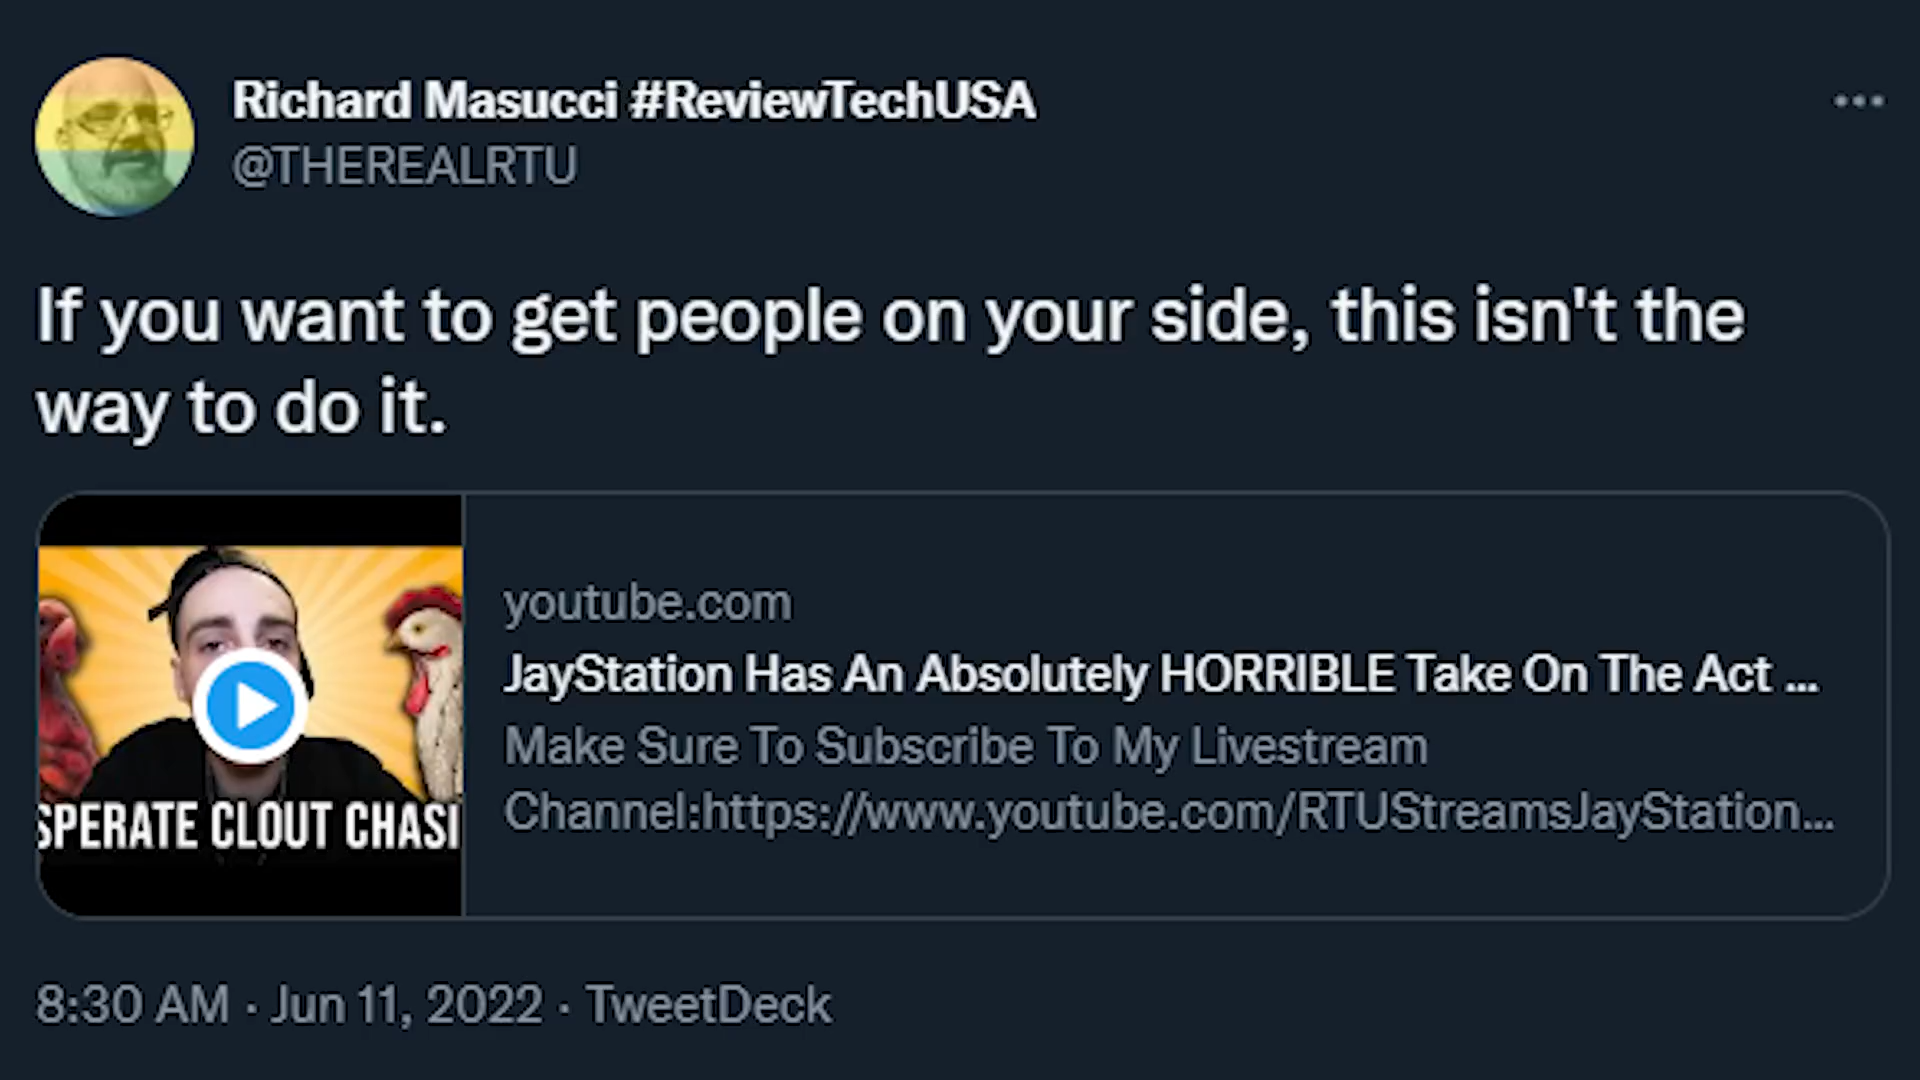 Richard Masucci #ReviewTechUSA
@THEREALRTU
If you want to get people on your side, this isn't the
way to do it.
youtube.com
JayStation Has An Absolutely HORRIBLE Take On The Act ...
Make Sure To Subscribe To My Livestream
Channel:https://www.youtube.com/RTUStreamsJayStation...
SPERATE CLOUT CHASI
8:30 AM · Jun 11, 2022 · TweetDeck